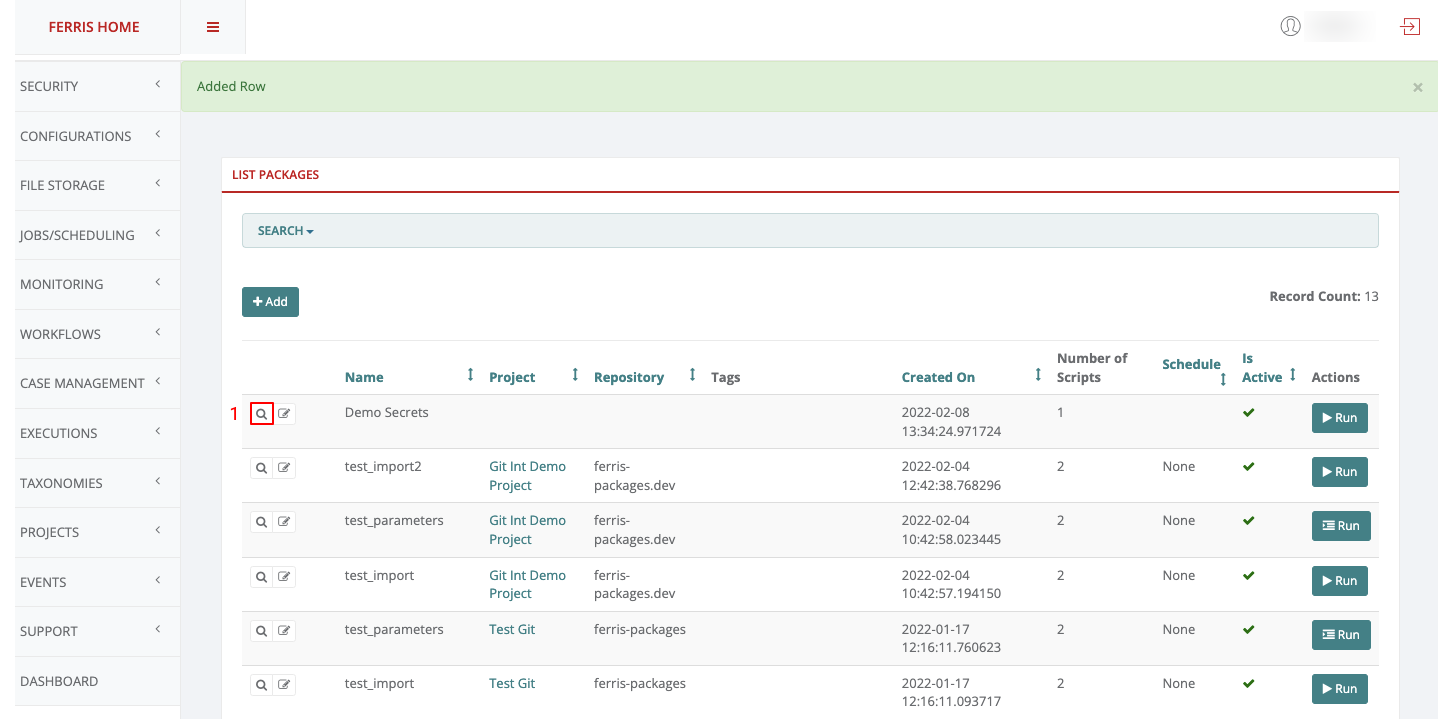 FERRIS HOME
SECURITY
CONFIGURATIONS
FILE STORAGE
JOBS/SCHEDULING
MONITORING
WORKFLOWS
CASE MANAGEMENT
EXECUTIONS
TAXONOMIES
PROJECTS
EVENTS
SUPPORT
DASHBOARD
Added Row ×
LIST PACKAGES
SEARCH
+ Add
Record Count: 13
Name Project Repository Tags Created On Number of Scripts Schedule Is Active Actions
1 Demo Secrets 2022-02-08 13:34:24.971724 1 Run
test_import2 Git Int Demo Project ferris-packages.dev 2022-02-04 12:42:38.768296 2 None Run
test_parameters Git Int Demo Project ferris-packages.dev 2022-02-04 10:42:58.023445 2 None Run
test_import Git Int Demo Project ferris-packages.dev 2022-02-04 10:42:57.194150 2 None Run
test_parameters Test Git ferris-packages 2022-01-17 12:16:11.760623 2 None Run
test_import Test Git ferris-packages 2022-01-17 12:16:11.093717 2 None Run